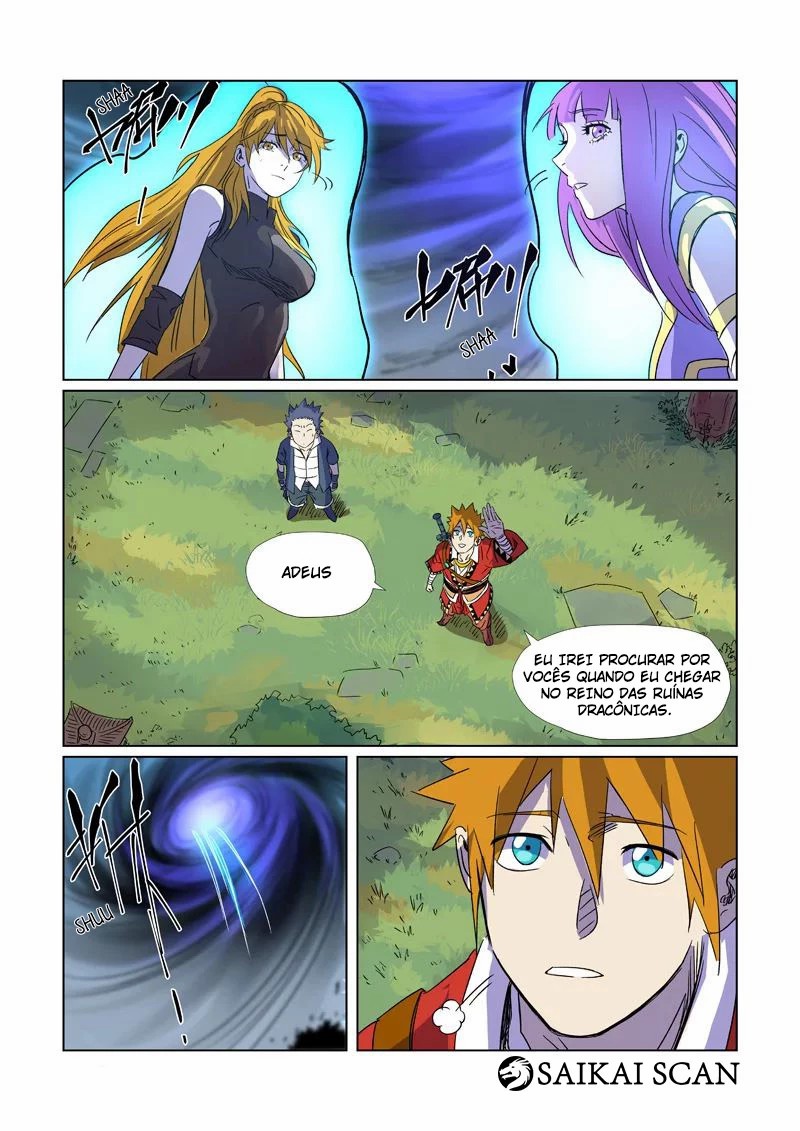 SHAA
SHAA
ADEUS
EU IREI PROCURAR POR
VOCÊS QUANDO EU CHEGAR
NO REINO DAS RUÍNAS
DRACÔNICAS.
SHUU
SAIKAI SCAN